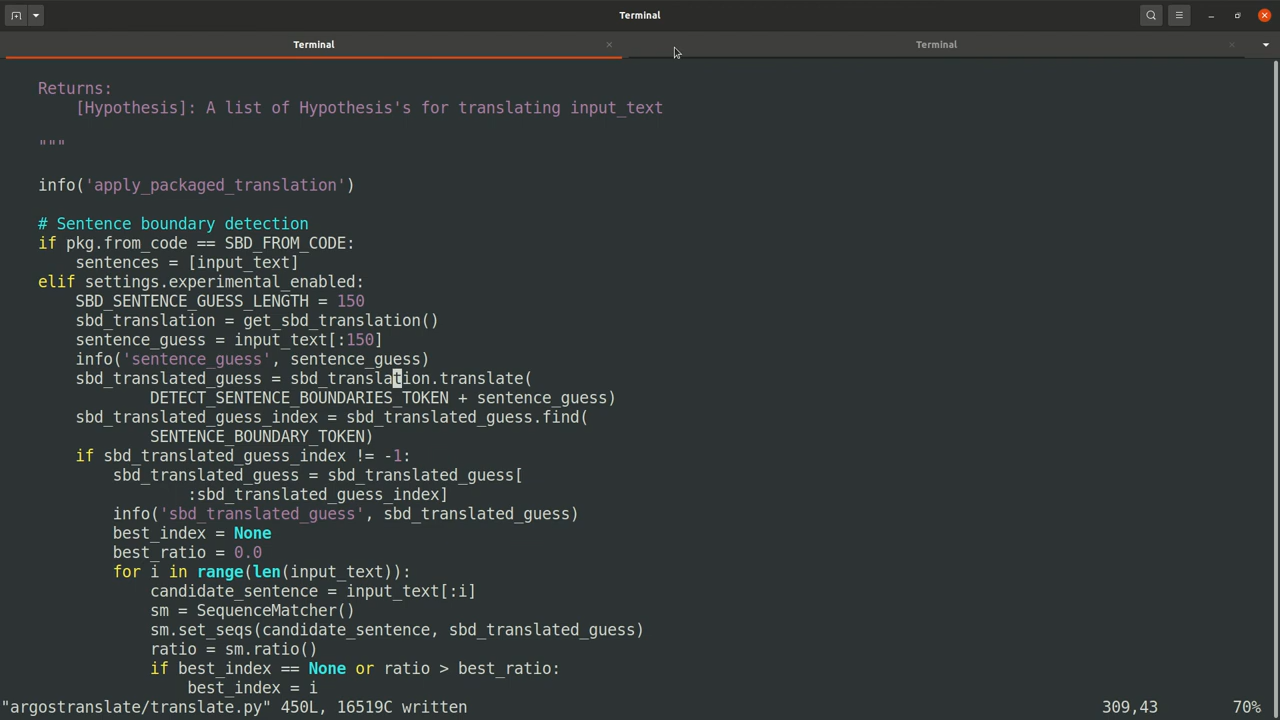 Terminal
Terminal
Terminal
Returns:
[Hypothesis]: A list of Hypothesis's for translating input_text
"""
info('apply_packaged_translation')
# Sentence boundary detection
if pkg.from_code == SBD_FROM_CODE:
sentences = [input_text]
elif settings.experimental_enabled:
SBD_SENTENCE_GUESS_LENGTH = 150
sbd_translation = get_sbd_translation()
sentence_guess = input_text[:150]
info('sentence_guess', sentence_guess)
sbd_translated_guess = sbd_translation.translate(
DETECT_SENTENCE_BOUNDARIES_TOKEN + sentence_guess)
sbd_translated_guess_index = sbd_translated_guess.find(
SENTENCE_BOUNDARY_TOKEN)
if sbd_translated_guess_index != -1:
sbd_translated_guess = sbd_translated_guess[
:sbd_translated_guess_index]
info('sbd_translated_guess', sbd_translated_guess)
best_index = None
best_ratio = 0.0
for i in range(len(input_text)):
candidate_sentence = input_text[:i]
sm = SequenceMatcher()
sm.set_seqs(candidate_sentence, sbd_translated_guess)
ratio = sm.ratio()
if best_index == None or ratio > best_ratio:
best_index = i
"argostranslate/translate.py" 450L, 16519C written 309,43 70%